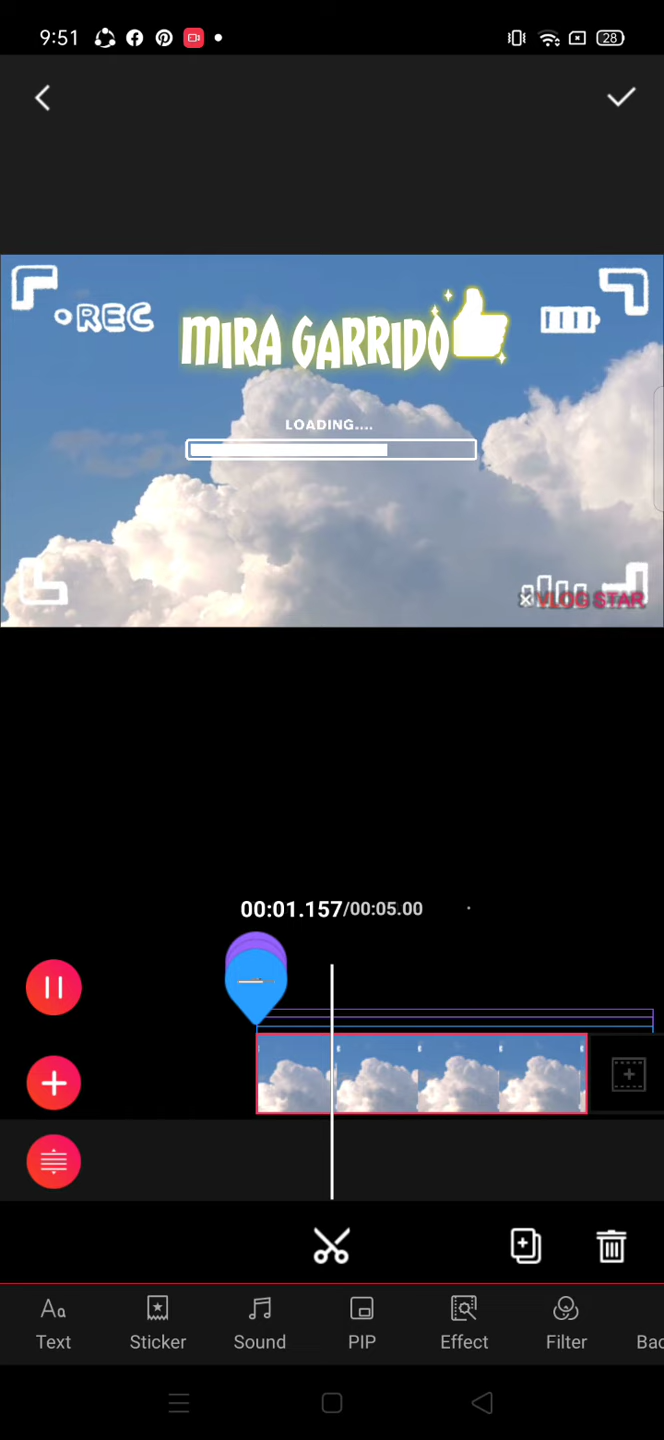 9:51
28
REC
MIRA GARRIDO
LOADING....
VLOG STAR
00:01.157/00:05.00
Text
Sticker
Sound
PIP
Effect
Filter
Bac